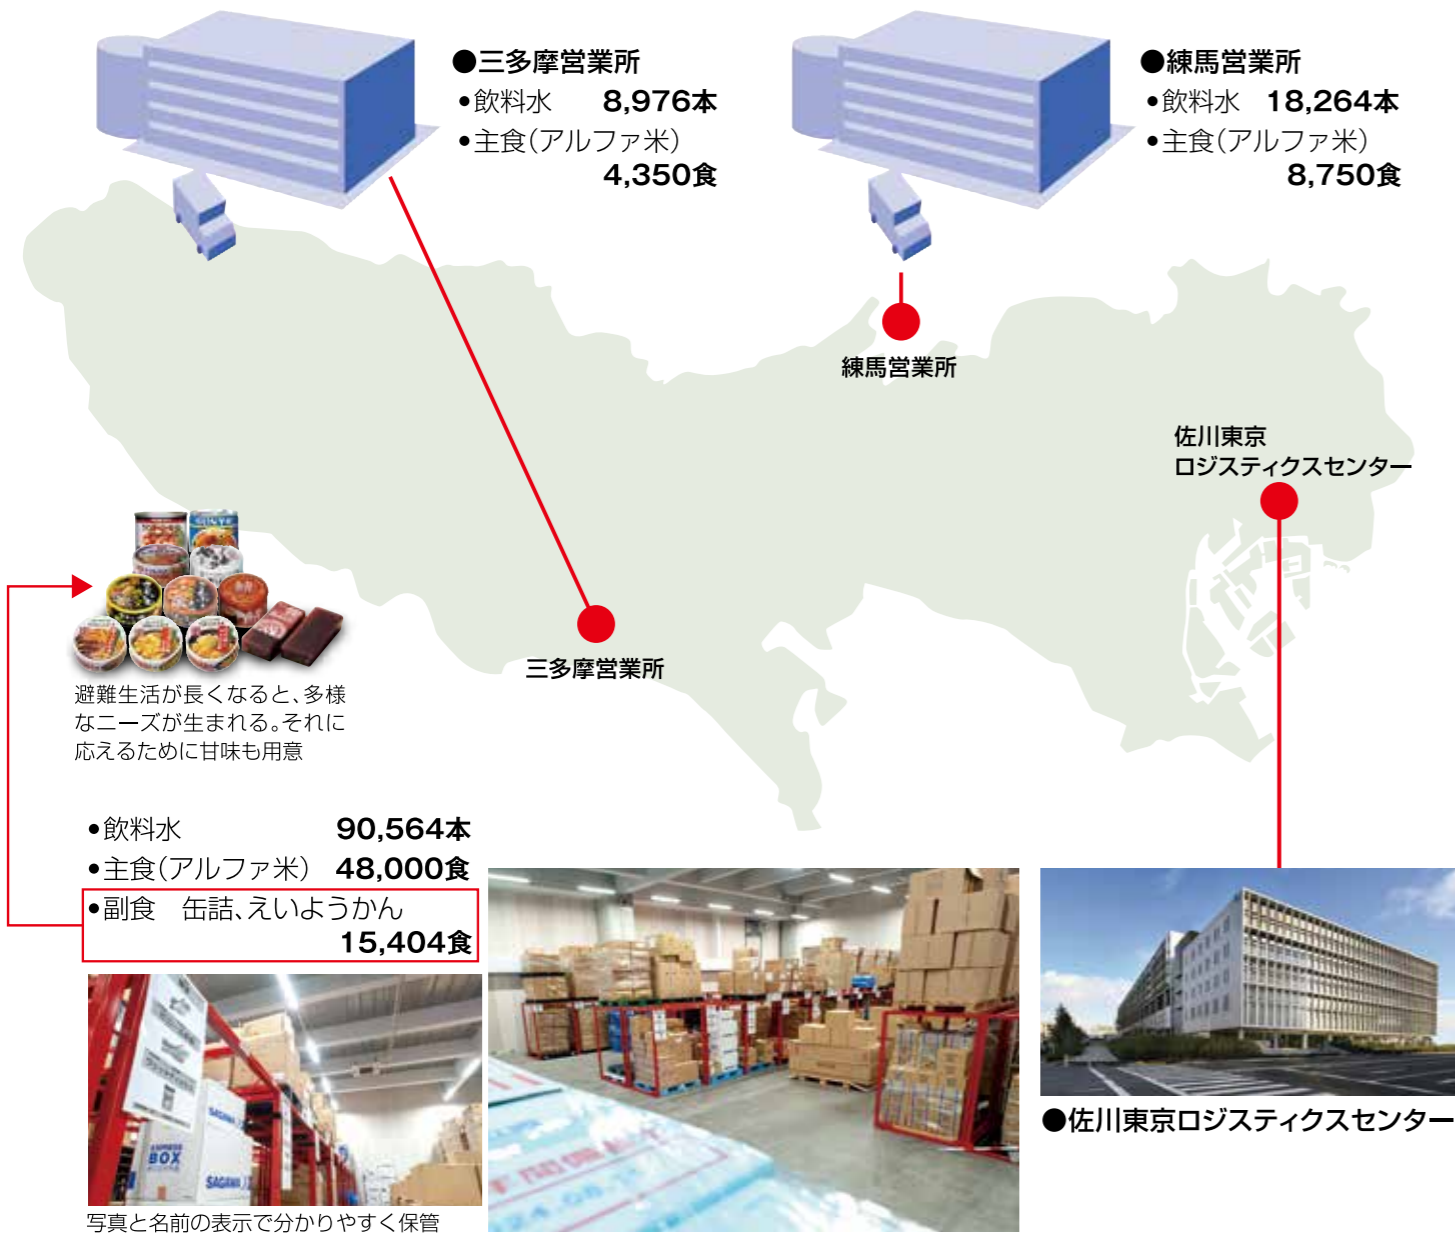 ●三多摩営業所
•飲料水 8,976本
•主食(アルファ米)
4,350食
●練馬営業所
•飲料水 18,264本
•主食(アルファ米)
8,750食
練馬営業所
佐川東京
ロジスティクスセンター
三多摩営業所
避難生活が長くなると、多様
なニーズが生まれる。それに
応えるために甘味も用意
•飲料水 90,564本
•主食(アルファ米) 48,000食
•副食 缶詰、えいようかん
15,404食
SAGAWA
BOX
SAGAWA
●佐川東京ロジスティクスセンター
写真と名前の表示で分かりやすく保管